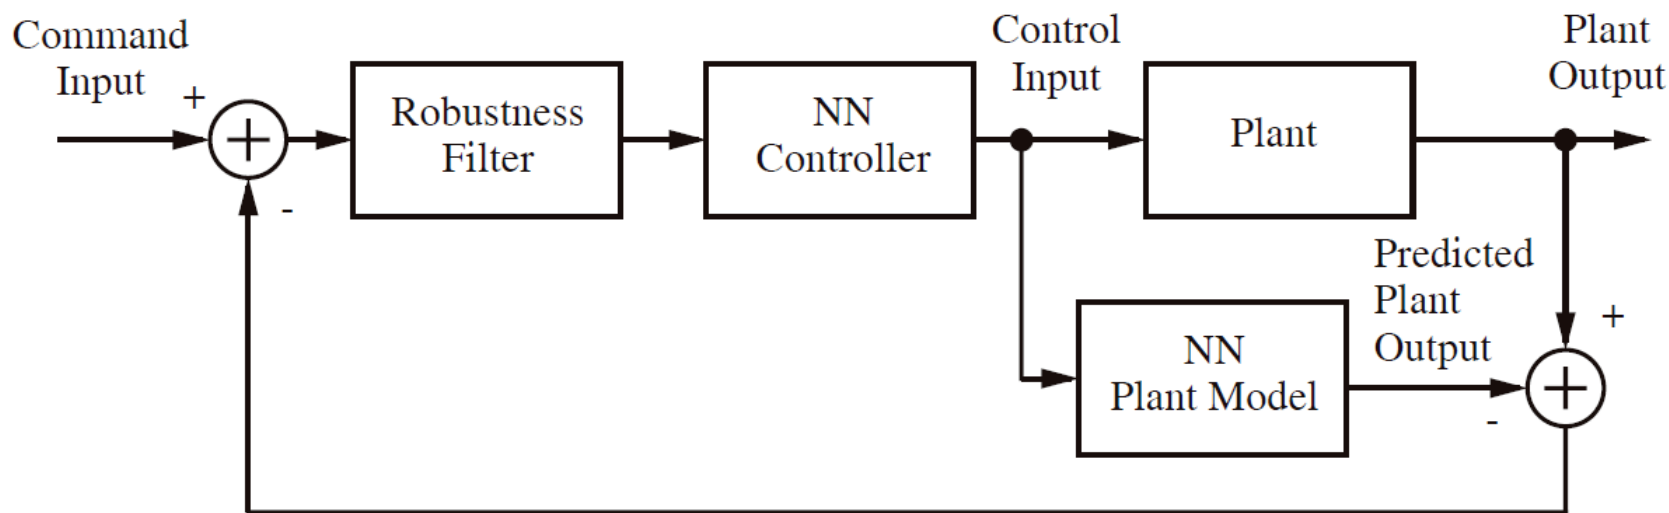 Command
Input
+
-
Robustness
Filter
NN
Controller
Control
Input
Plant
Plant
Output
Predicted
Plant
Output
NN
Plant Model
+
-